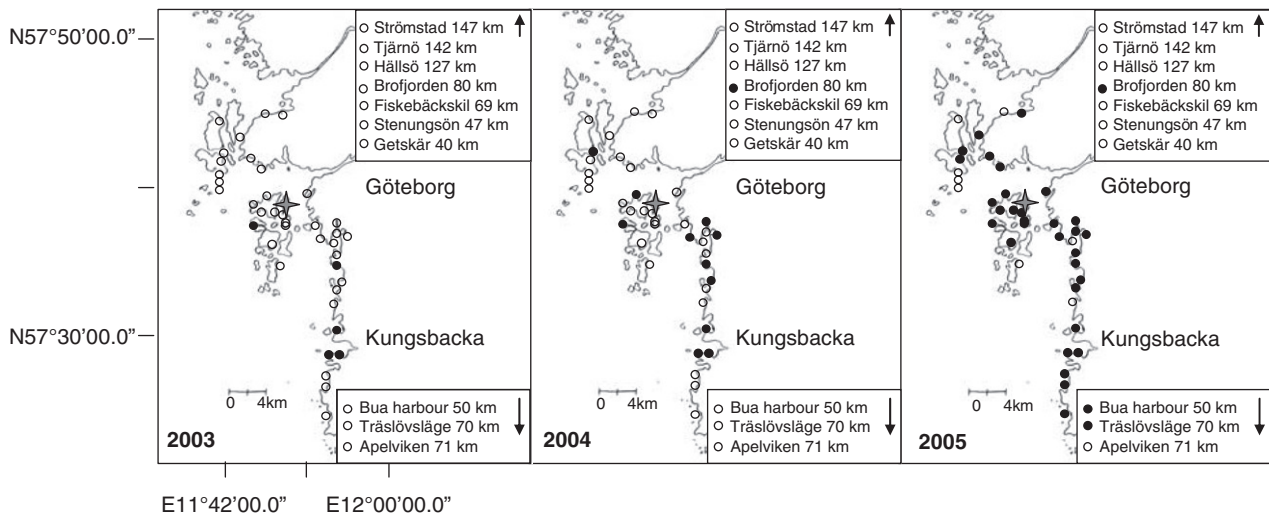 N57°50'00.0"
N57°30'00.0"
Strömstad 147 km
Tjärnö 142 km
Hällsö 127 km
Brofjorden 80 km
Fiskebäckskil 69 km
Stenungsön 47 km
Getskär 40 km
Göteborg
Kungsbacka
0 4km
2003
Bua harbour 50 km
Träslövsläge 70 km
Apelviken 71 km
Strömstad 147 km
Tjärnö 142 km
Hällsö 127 km
Brofjorden 80 km
Fiskebäckskil 69 km
Stenungsön 47 km
Getskär 40 km
Göteborg
Kungsbacka
0 4km
2004
Bua harbour 50 km
Träslövsläge 70 km
Apelviken 71 km
Strömstad 147 km
Tjärnö 142 km
Hällsö 127 km
Brofjorden 80 km
Fiskebäckskil 69 km
Stenungsön 47 km
Getskär 40 km
Göteborg
Kungsbacka
0 4km
2005
Bua harbour 50 km
Träslövsläge 70 km
Apelviken 71 km
E11°42'00.0" E12°00'00.0"